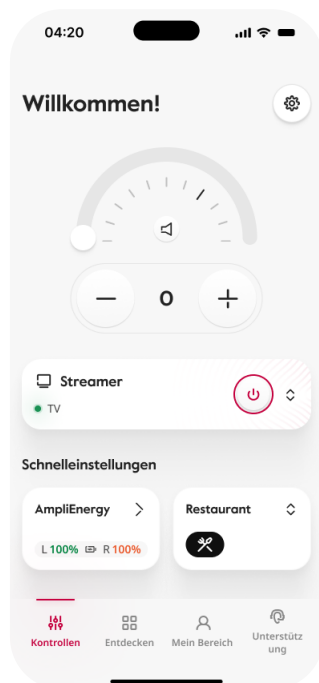 04:20
Willkommen!
0
Streamer
TV
Schnelleinstellungen
AmpliEnergy
Restaurant
L 100% R 100%
Kontrollen
Entdecken
Mein Bereich
Unterstütz
ung